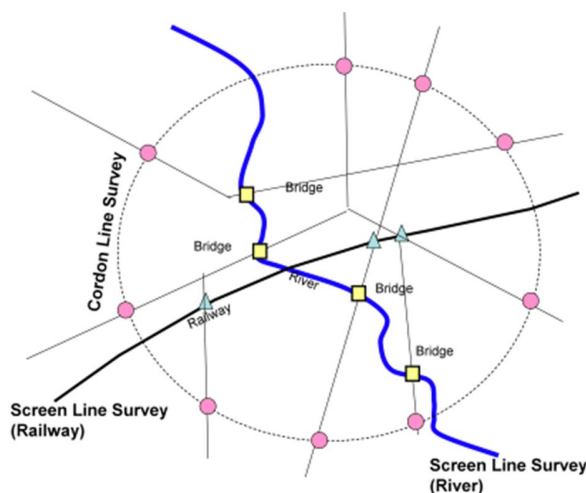 Cordon Line Survey
Bridge
Bridge
River
Bridge
Railway
Bridge
Screen Line Survey
(Railway)
Screen Line Survey
(River)